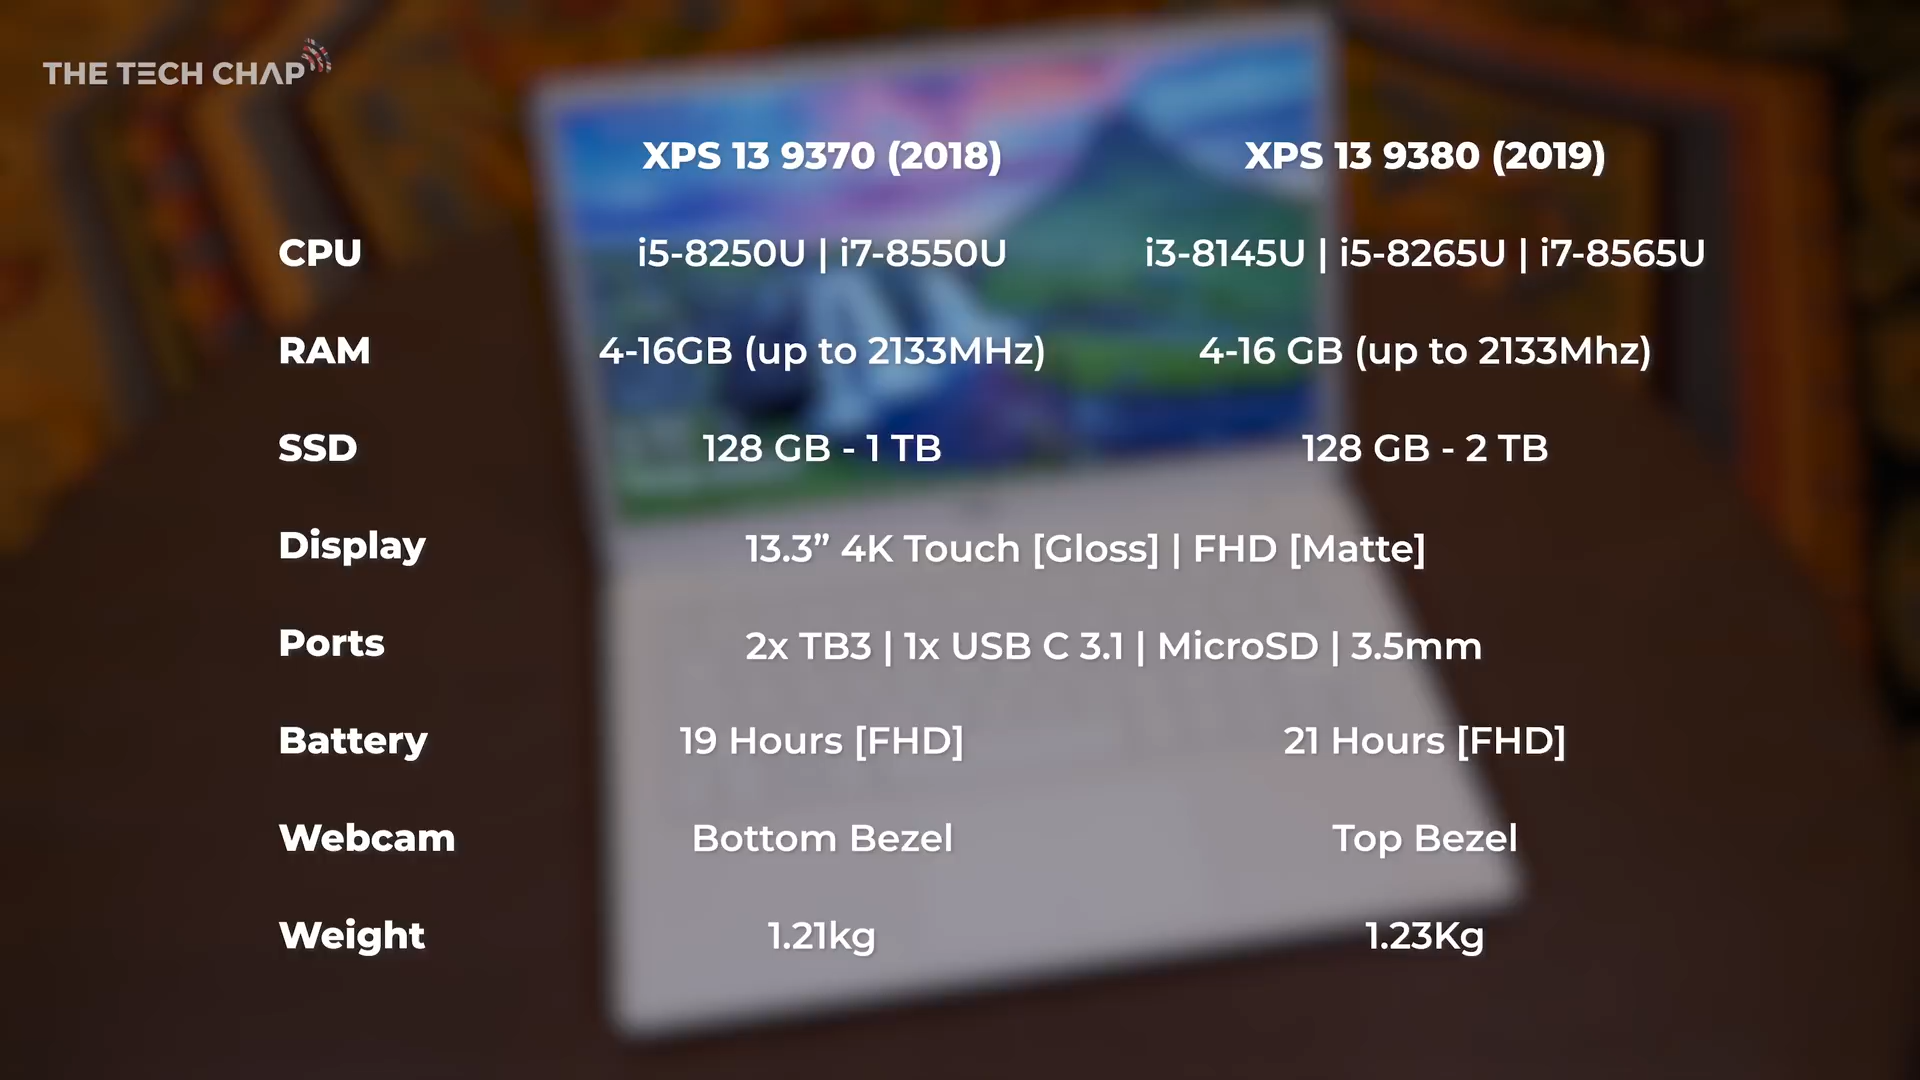 THE TECH CHAP
XPS 13 9370 (2018) XPS 13 9380 (2019)
CPU i5-8250U | i7-8550U i3-8145U | i5-8265U | i7-8565U
RAM 4-16GB (up to 2133MHz) 4-16 GB (up to 2133Mhz)
SSD 128 GB - 1 TB 128 GB - 2 TB
Display 13.3” 4K Touch [Gloss] | FHD [Matte]
Ports 2x TB3 | 1x USB C 3.1 | MicroSD | 3.5mm
Battery 19 Hours [FHD] 21 Hours [FHD]
Webcam Bottom Bezel Top Bezel
Weight 1.21kg 1.23Kg